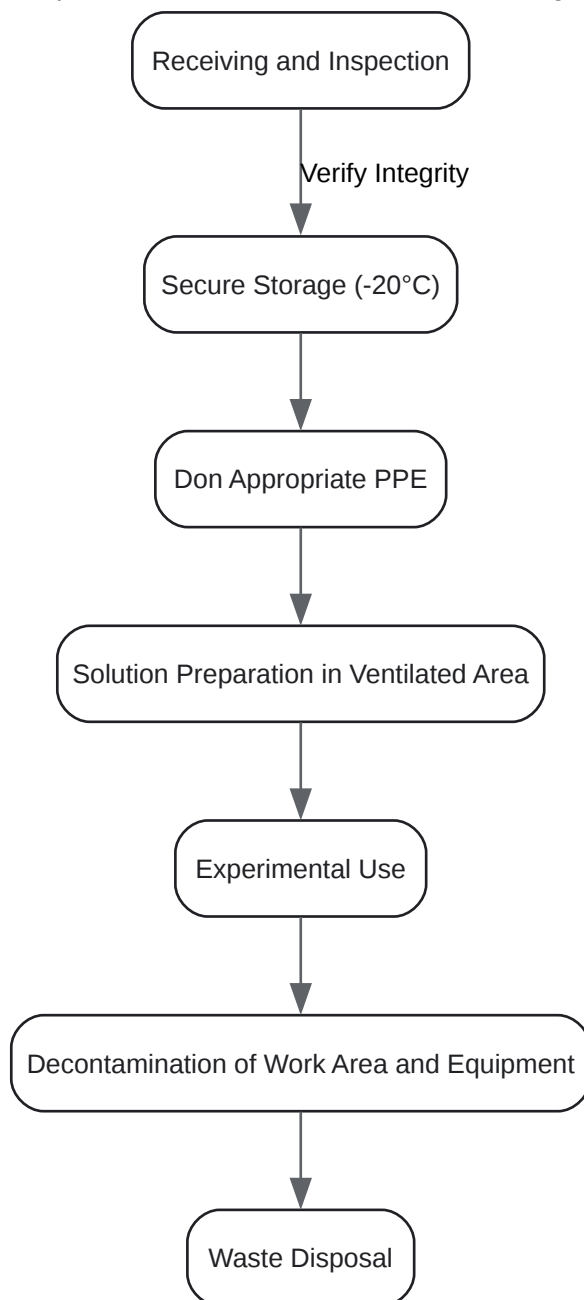 Receiving and Inspection
Verify Integrity
Secure Storage (-20°C)
Don Appropriate PPE
Solution Preparation in Ventilated Area
Experimental Use
Decontamination of Work Area and Equipment
Waste Disposal